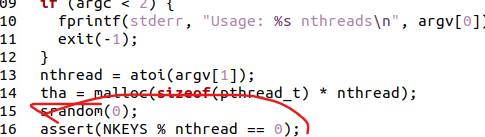 09 if (argc < 2) {
10 fprintf(stderr, "Usage: %s nthreads\n", argv[0])
11 exit(-1);
12 }
13 nthread = atoi(argv[1]);
14 tha = malloc(sizeof(pthread_t) * nthread);
15 srandom(0);
16 assert(NKEYS % nthread == 0);